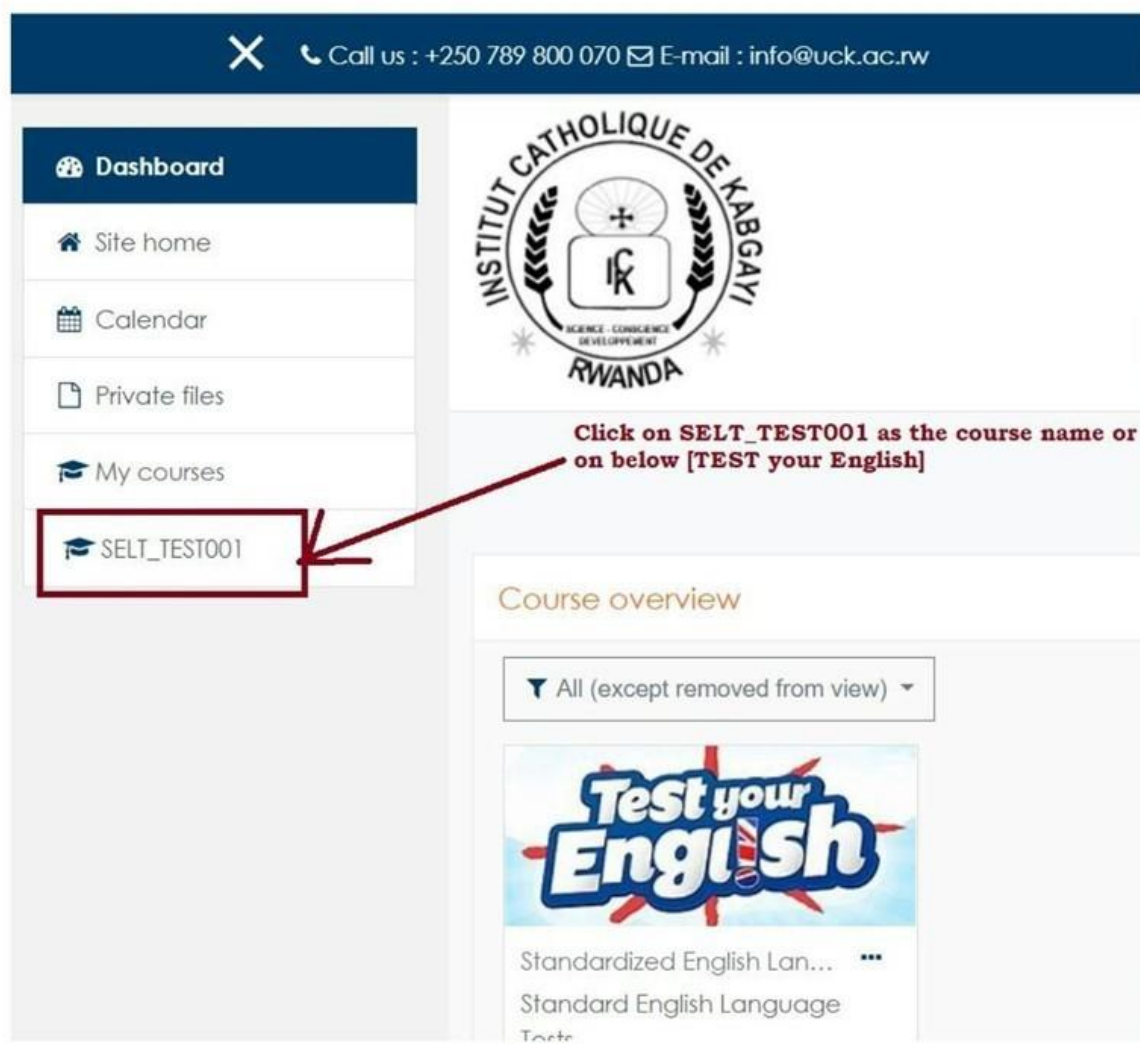 Call us : +250 789 800 070 E-mail : info@uck.ac.rw
Dashboard
Site home
Calendar
Private files
My courses
SELT_TEST001
INSTITUT CATHOLIQUE DE KABGAYI
ICK
SCIENCE - CONSCIENCE
DEVELOPPEMENT
RWANDA
Click on SELT_TEST001 as the course name or
on below [TEST your English]
Course overview
All (except removed from view)
Test your
English
Standardized English Lan... ...
Standard English Language
Tests